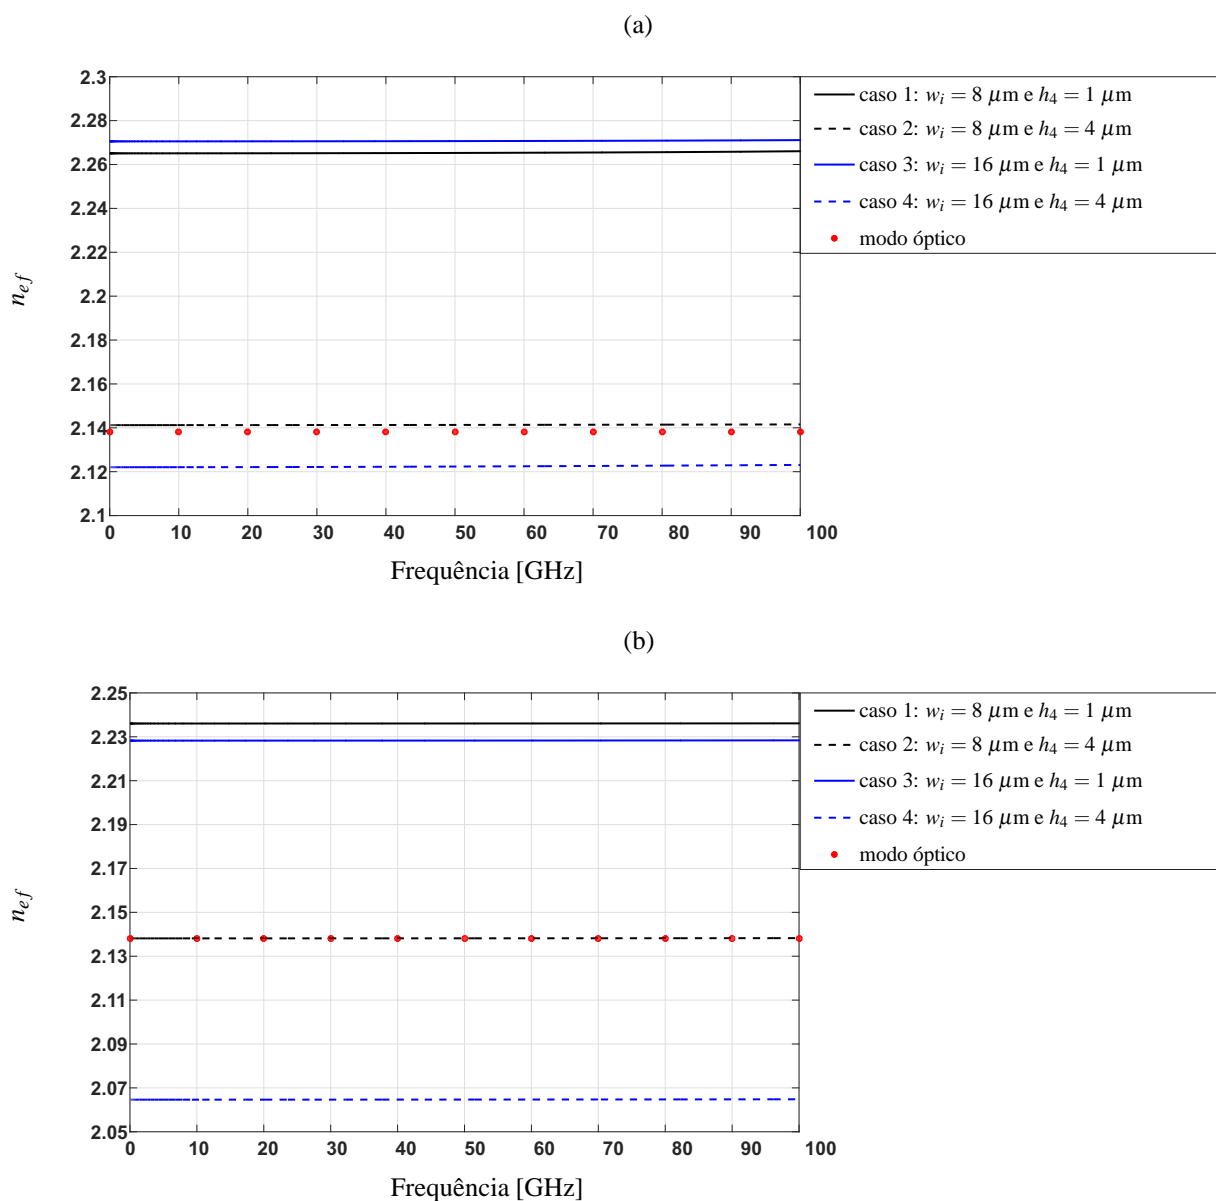 (a)
2.3
2.28
2.26
2.24
2.22
2.2
2.18
2.16
2.14
2.12
2.1
n_ef
0 10 20 30 40 50 60 70 80 90 100
Frequência [GHz]
caso 1: w_i = 8 μm e h_4 = 1 μm
caso 2: w_i = 8 μm e h_4 = 4 μm
caso 3: w_i = 16 μm e h_4 = 1 μm
caso 4: w_i = 16 μm e h_4 = 4 μm
modo óptico
(b)
2.25
2.23
2.21
2.19
2.17
2.15
2.13
2.11
2.09
2.07
2.05
n_ef
0 10 20 30 40 50 60 70 80 90 100
Frequência [GHz]
caso 1: w_i = 8 μm e h_4 = 1 μm
caso 2: w_i = 8 μm e h_4 = 4 μm
caso 3: w_i = 16 μm e h_4 = 1 μm
caso 4: w_i = 16 μm e h_4 = 4 μm
modo óptico